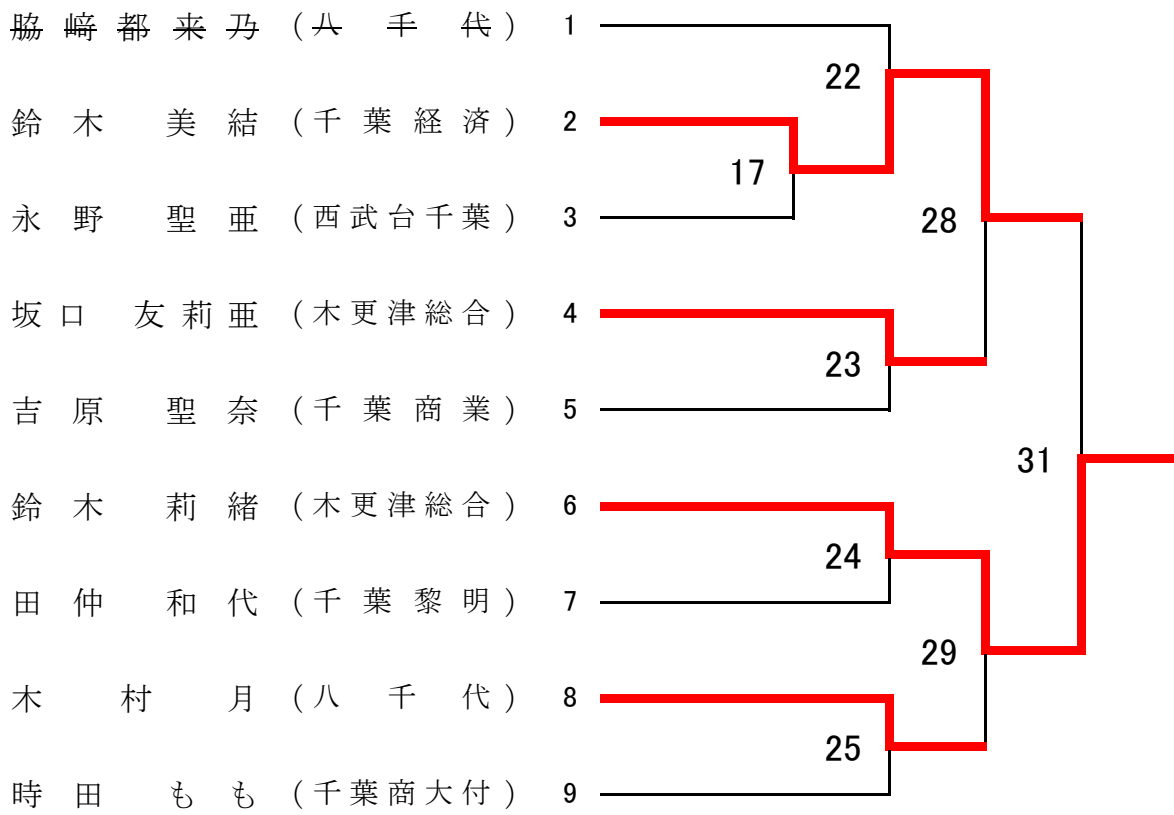 脇﨑都来乃 (八千代) 1
22
鈴木 美結 (千葉経済) 2
17
永野 聖亜 (西武台千葉) 3
28
坂口 友莉亜 (木更津総合) 4
23
吉原 聖奈 (千葉商業) 5
31
鈴木 莉緒 (木更津総合) 6
24
田仲 和代 (千葉黎明) 7
29
木村 月 (八千代) 8
25
時田 もも (千葉商大付) 9